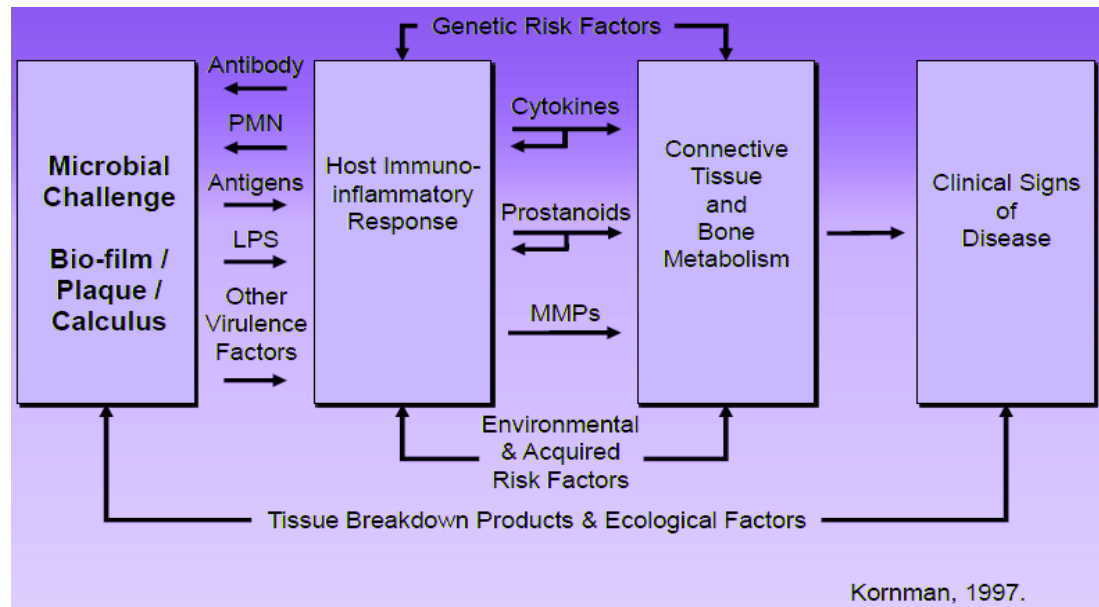 Genetic Risk Factors
Microbial
Challenge
Bio-film /
Plaque /
Calculus
Antibody
PMN
Antigens
LPS
Other
Virulence
Factors
Host Immuno-
inflammatory
Response
Cytokines
Prostanoids
MMPs
Connective
Tissue
and
Bone
Metabolism
Clinical Signs
of
Disease
Environmental
& Acquired
Risk Factors
Tissue Breakdown Products & Ecological Factors
Kornman, 1997.